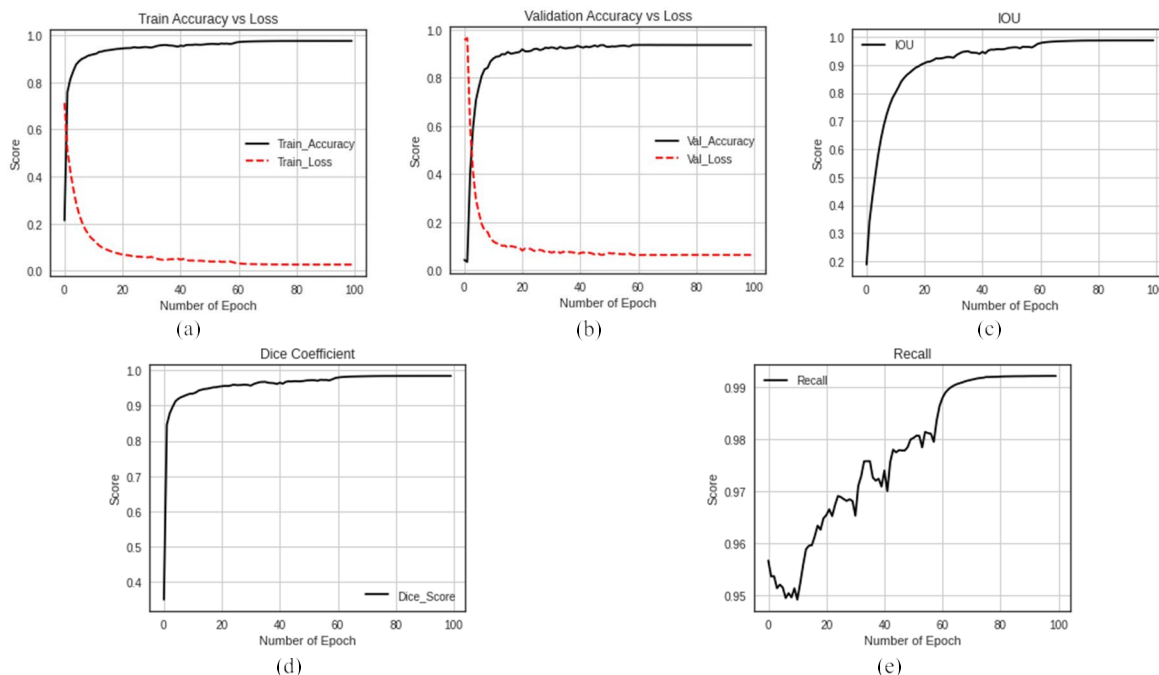 Train Accuracy vs Loss
1.0
0.8
0.6
0.4
0.2
0.0
Score
Train_Accuracy
Train_Loss
0 20 40 60 80 100
Number of Epoch
(a)
Validation Accuracy vs Loss
1.0
0.8
0.6
0.4
0.2
0.0
Score
Val_Accuracy
Val_Loss
0 20 40 60 80 100
Number of Epoch
(b)
IOU
1.0
0.9
0.8
0.7
0.6
0.5
0.4
0.3
0.2
Score
IOU
0 20 40 60 80 100
Number of Epoch
(c)
Dice Coefficient
1.0
0.9
0.8
0.7
0.6
0.5
0.4
Score
Dice_Score
0 20 40 60 80 100
Number of Epoch
(d)
Recall
0.99
0.98
0.97
0.96
0.95
Score
Recall
0 20 40 60 80 100
Number of Epoch
(e)